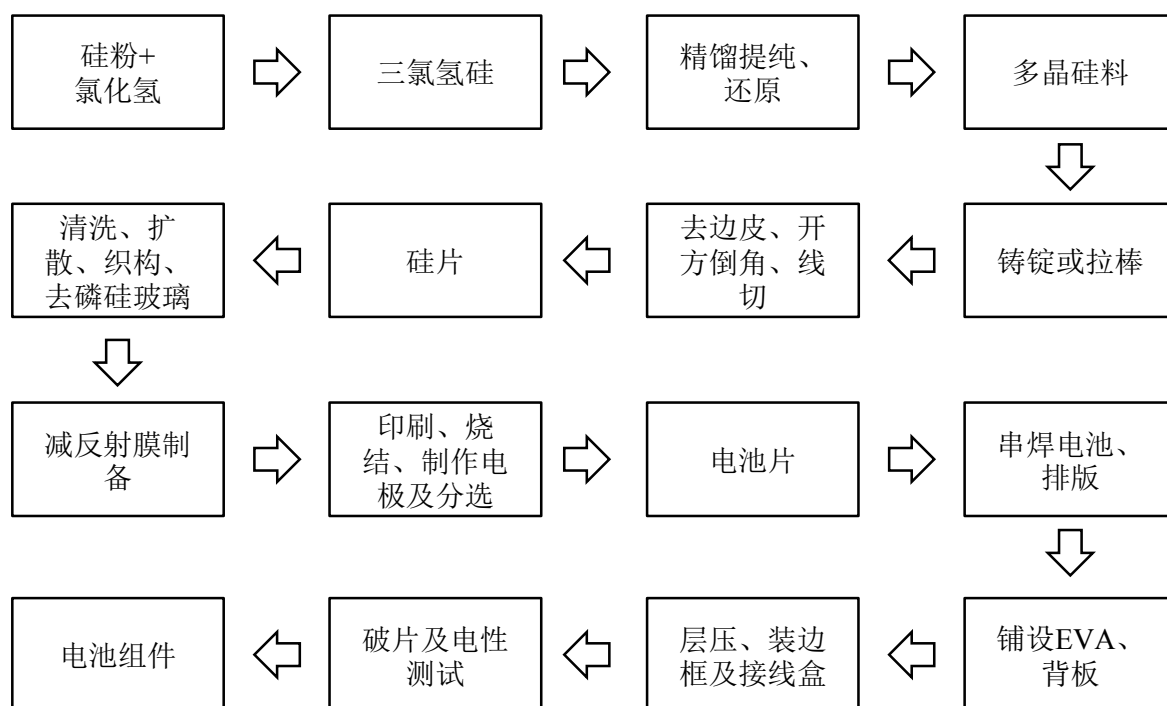 硅粉+
氯化氢
三氯氢硅
精馏提纯、
还原
多晶硅料
清洗、扩
散、织构、
去磷硅玻璃
硅片
去边皮、开
方倒角、线
切
铸锭或拉棒
减反射膜制
备
印刷、烧
结、制作电
极及分选
电池片
串焊电池、
排版
电池组件
破片及电性
测试
层压、装边
框及接线盒
铺设EVA、
背板